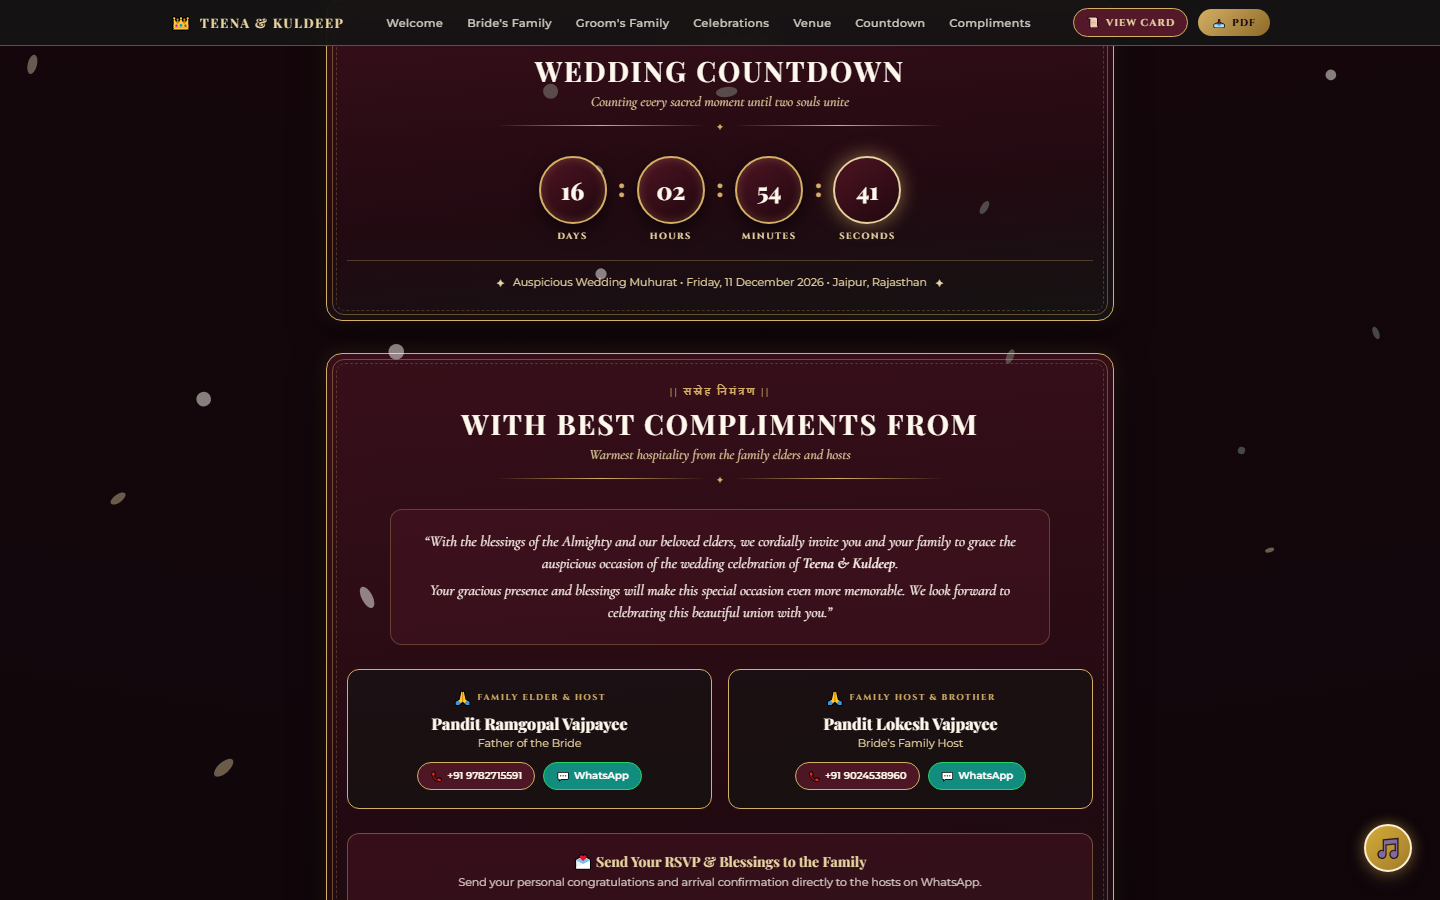 TEENA & KULDEEP
Welcome
Bride's Family
Groom's Family
Celebrations
Venue
Countdown
Compliments
VIEW CARD
PDF
WEDDING COUNTDOWN
Counting every sacred moment until two souls unite
16 : 02 : 54 : 41
DAYS HOURS MINUTES SECONDS
Auspicious Wedding Muhurat • Friday, 11 December 2026 • Jaipur, Rajasthan
|| सस्नेह निमंत्रण ||
WITH BEST COMPLIMENTS FROM
Warmest hospitality from the family elders and hosts
“With the blessings of the Almighty and our beloved elders, we cordially invite you and your family to grace the
auspicious occasion of the wedding celebration of Teena & Kuldeep.
Your gracious presence and blessings will make this special occasion even more memorable. We look forward to
celebrating this beautiful union with you.”
FAMILY ELDER & HOST
Pandit Ramgopal Vajpayee
Father of the Bride
+91 9782715591
WhatsApp
FAMILY HOST & BROTHER
Pandit Lokesh Vajpayee
Bride's Family Host
+91 9024538960
WhatsApp
Send Your RSVP & Blessings to the Family
Send your personal congratulations and arrival confirmation directly to the hosts on WhatsApp.